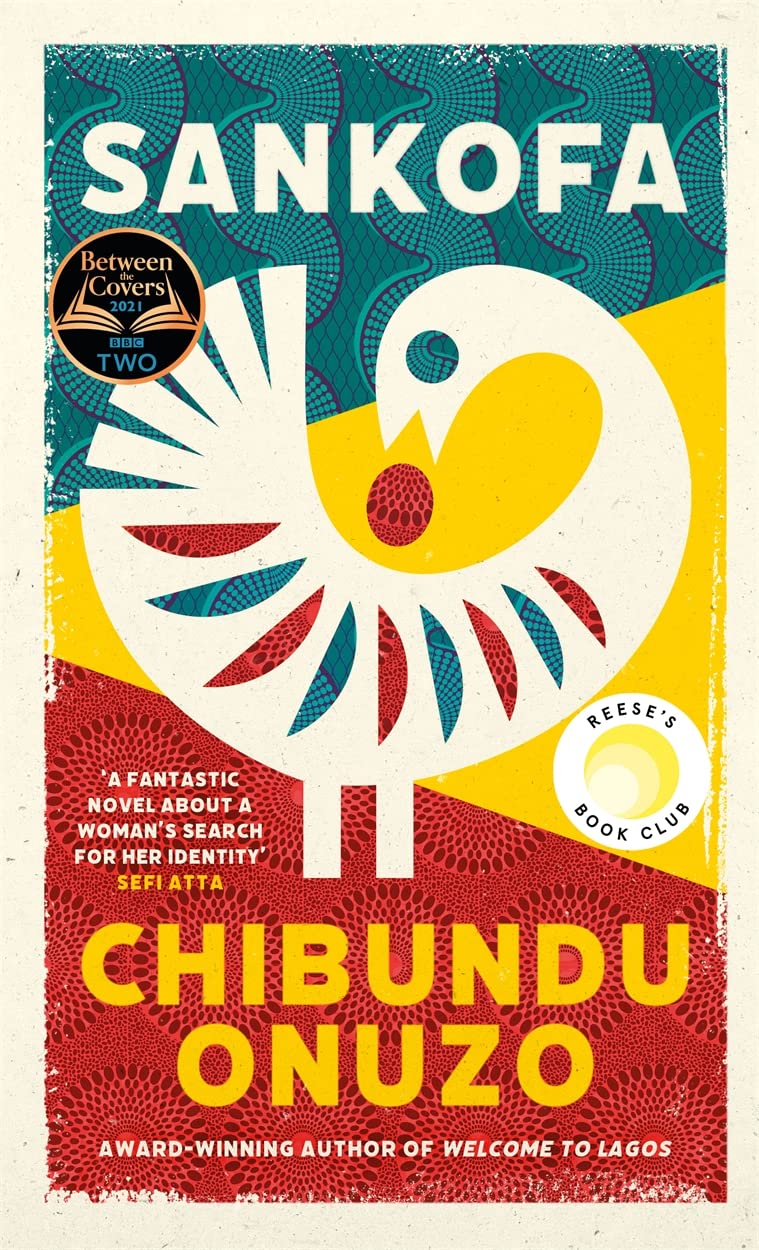 SANKOFA
Between
the
Covers
2021
BBC
TWO
REESE'S
BOOK CLUB
‘A FANTASTIC
NOVEL ABOUT A
WOMAN’S SEARCH
FOR HER IDENTITY’
SEFI ATTA
CHIBUNDU
ONUZO
AWARD-WINNING AUTHOR OF WELCOME TO LAGOS